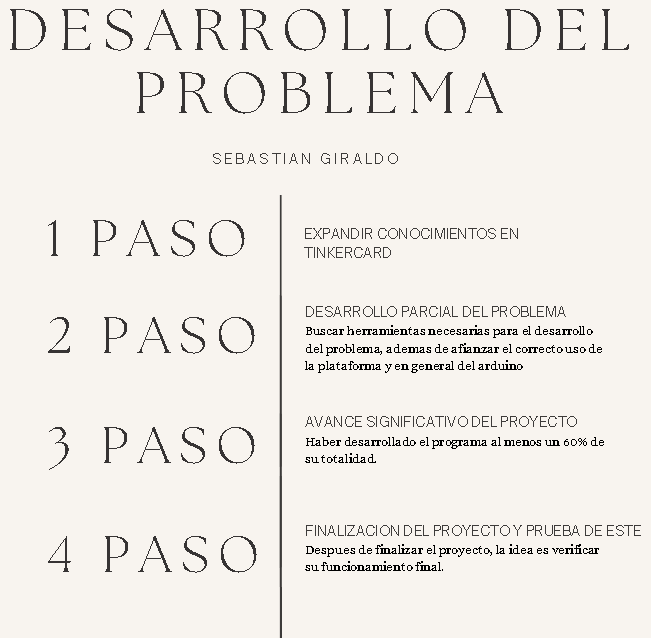 DESARROLLO DEL
PROBLEMA
SEBASTIAN GIRALDO
1 PASO
EXPANDIR CONOCIMIENTOS EN
TINKERCARD
2 PASO
DESARROLLO PARCIAL DEL PROBLEMA
Buscar herramientas necesarias para el desarrollo
del problema, ademas de afianzar el correcto uso de
la plataforma y en general del arduino
3 PASO
AVANCE SIGNIFICATIVO DEL PROYECTO
Haber desarrollado el programa al menos un 60% de
su totalidad.
4 PASO
FINALIZACION DEL PROYECTO Y PRUEBA DE ESTE
Despues de finalizar el proyecto, la idea es verificar
su funcionamiento final.